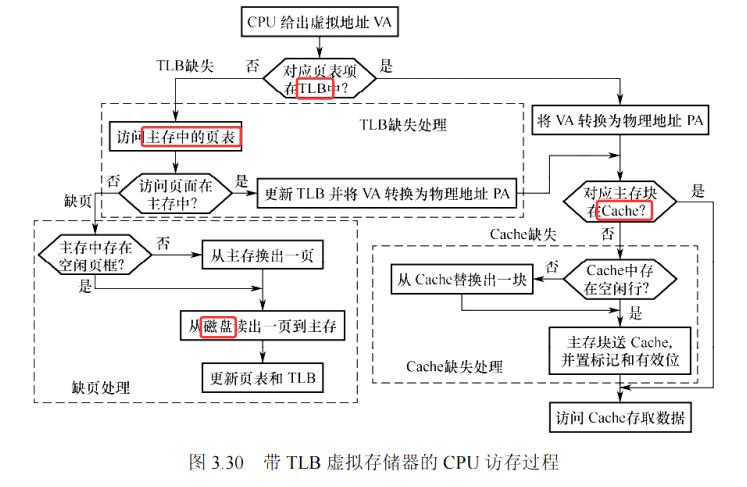 CPU 给出虚拟地址 VA
TLB缺失
否
对应页表项
在TLB中?
是
TLB缺失处理
访问主存中的页表
将 VA 转换为物理地址 PA
否
访问页面在
主存中?
是
更新 TLB 并将 VA 转换为物理地址 PA
对应主存块
在Cache?
是
缺页
Cache缺失
否
主存中存在
空闲页框?
否
从主存换出一页
是
从 Cache替换出一块
否
Cache中存
在空闲行?
是
从磁盘读出一页到主存
主存块送 Cache,
并置标记和有效位
Cache缺失处理
缺页处理
更新页表和 TLB
访问 Cache存取数据
图 3.30 带 TLB 虚拟存储器的 CPU 访存过程